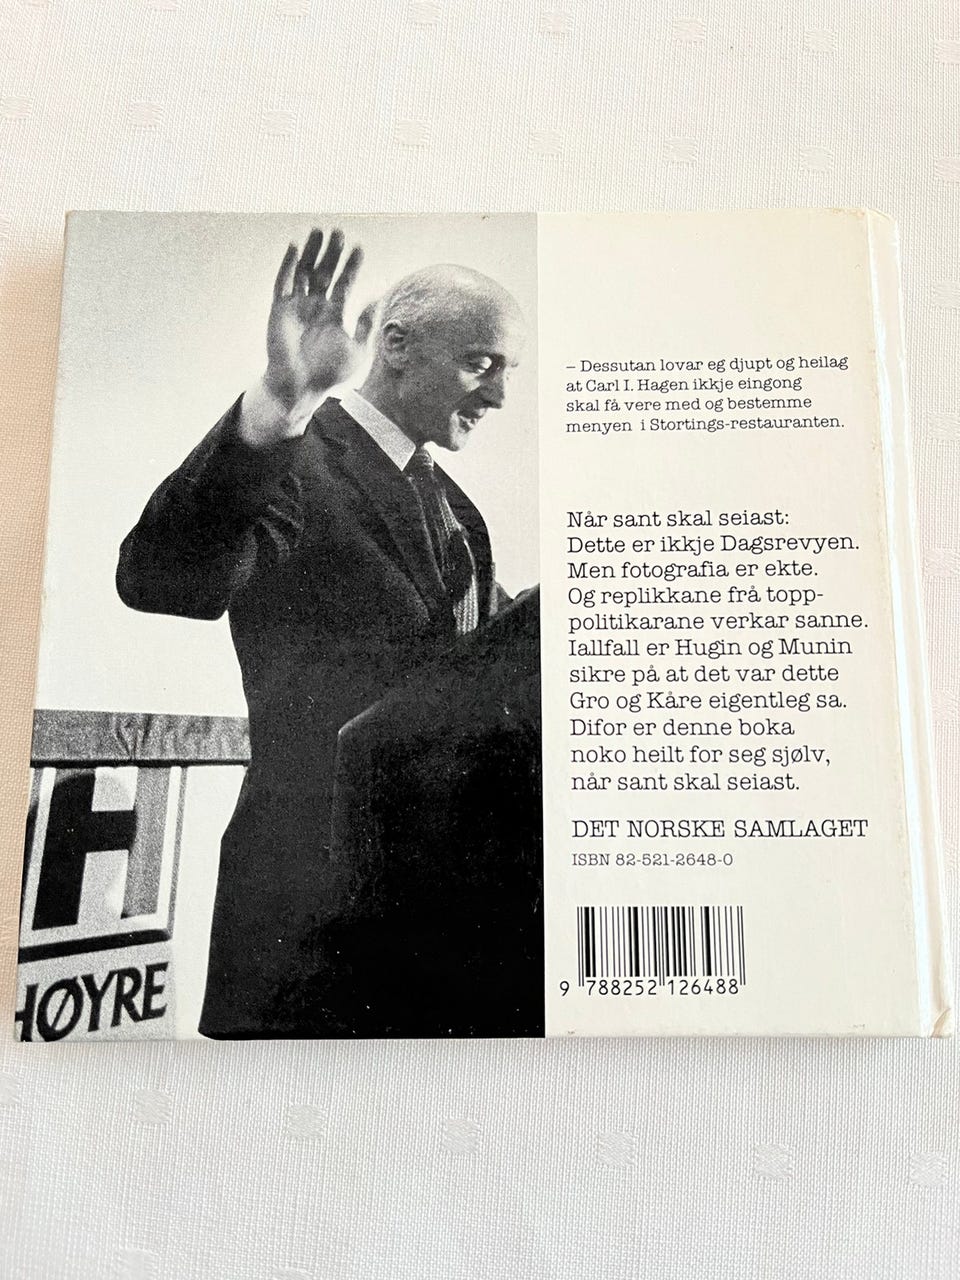 – Dessutan lovar eg djupt og heilag
at Carl I. Hagen ikkje eingong
skal få vere med og bestemme
menyen i Stortings-restauranten.
Når sant skal seiast:
Dette er ikkje Dagsrevyen.
Men fotografia er ekte.
Og replikkane frå topp-
politikarane verkar sanne.
Iallfall er Hugin og Munin
sikre på at det var dette
Gro og Kåre eigentleg sa.
Difor er denne boka
noko heilt for seg sjølv,
når sant skal seiast.
DET NORSKE SAMLAGET
ISBN 82-521-2648-0
9 788252 126488
H
HØYRE